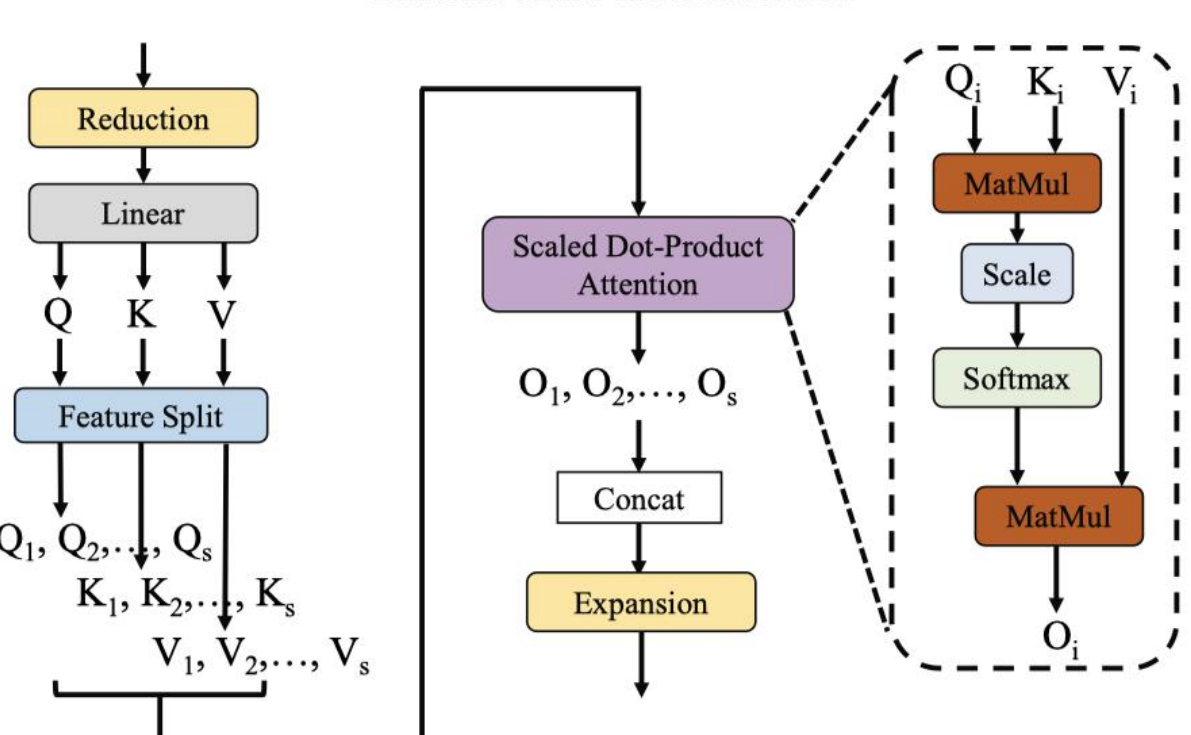 Reduction
Linear
Q K V
Feature Split
Q1, Q2,..., Qs
K1, K2,..., Ks
V1, V2,..., Vs
Scaled Dot-Product
Attention
O1, O2,..., Os
Concat
Expansion
Qi Ki Vi
MatMul
Scale
Softmax
MatMul
Oi